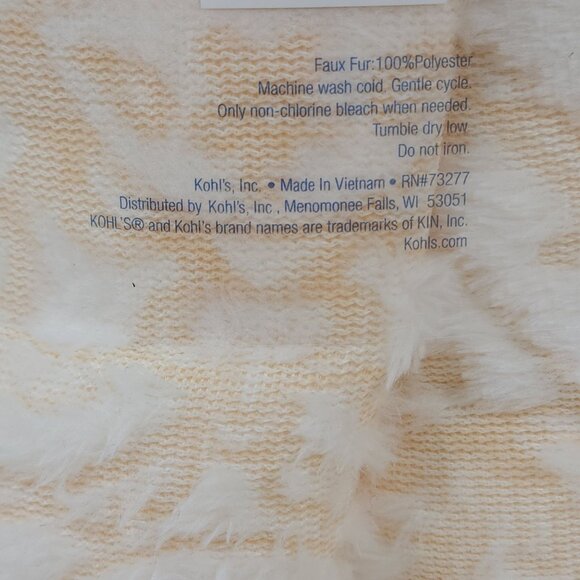 Faux Fur:100%Polyester
Machine wash cold. Gentle cycle.
Only non-chlorine bleach when needed.
Tumble dry low.
Do not iron.
Kohl's, Inc. • Made In Vietnam • RN#73277
Distributed by Kohl's, Inc., Menomonee Falls, WI 53051
KOHL'S® and Kohl's brand names are trademarks of KIN, Inc.
Kohls.com